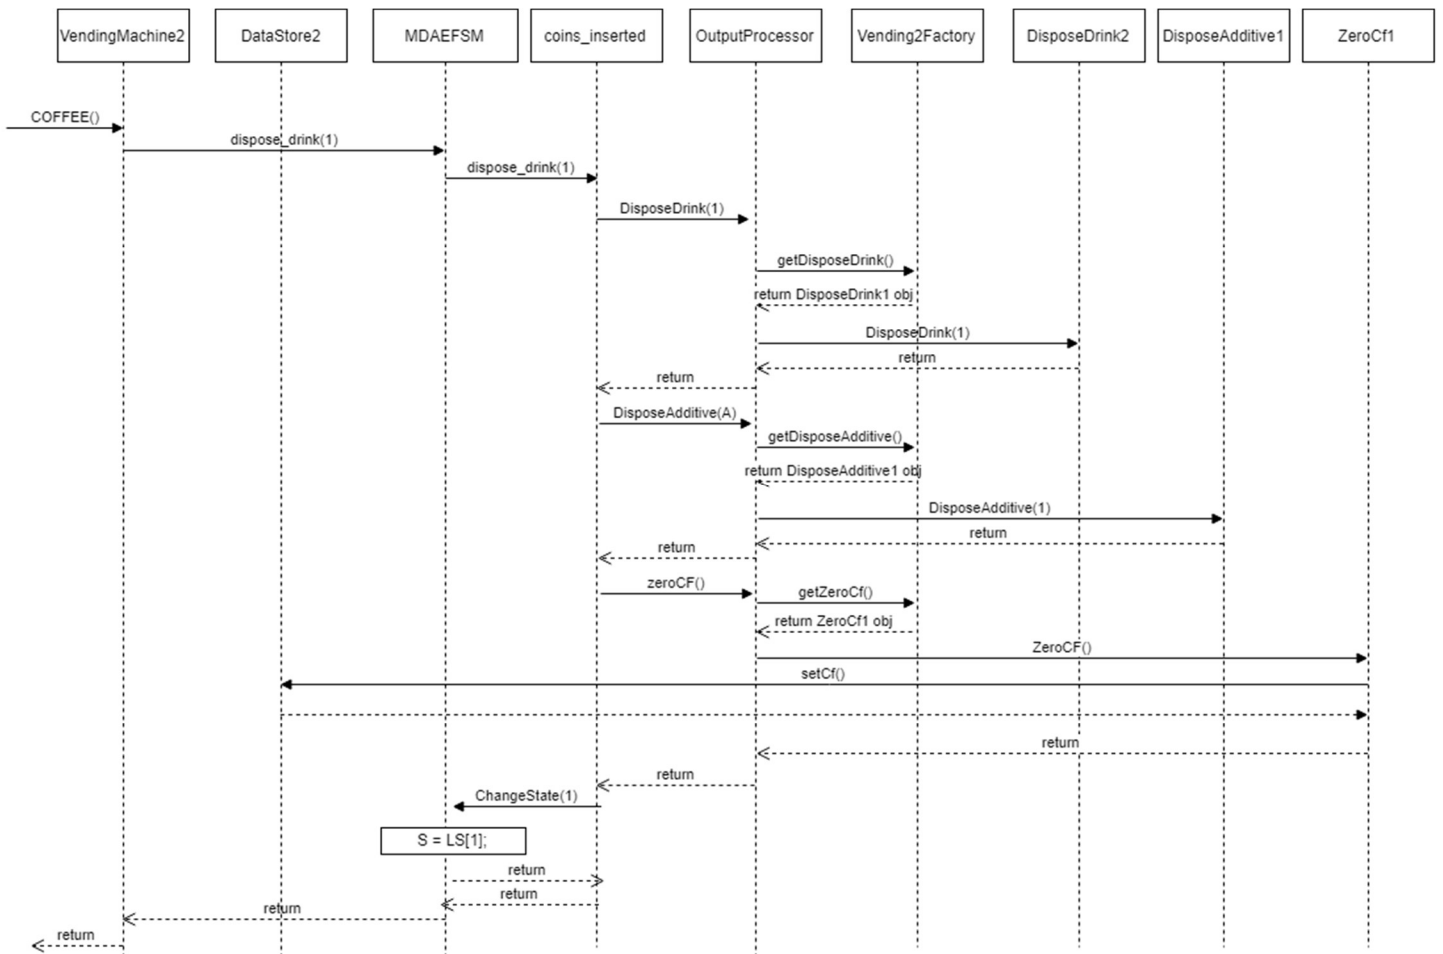 VendingMachine2
DataStore2
MDAEFSM
coins_inserted
OutputProcessor
Vending2Factory
DisposeDrink2
DisposeAdditive1
ZeroCf1
COFFEE()
dispose_drink(1)
dispose_drink(1)
DisposeDrink(1)
getDisposeDrink()
return DisposeDrink1 obj
DisposeDrink(1)
return
return
DisposeAdditive(A)
getDisposeAdditive()
return DisposeAdditive1 obj
DisposeAdditive(1)
return
return
zeroCF()
getZeroCf()
return ZeroCf1 obj
ZeroCF()
setCf()
return
return
ChangeState(1)
S = LS[1];
return
return
return
return